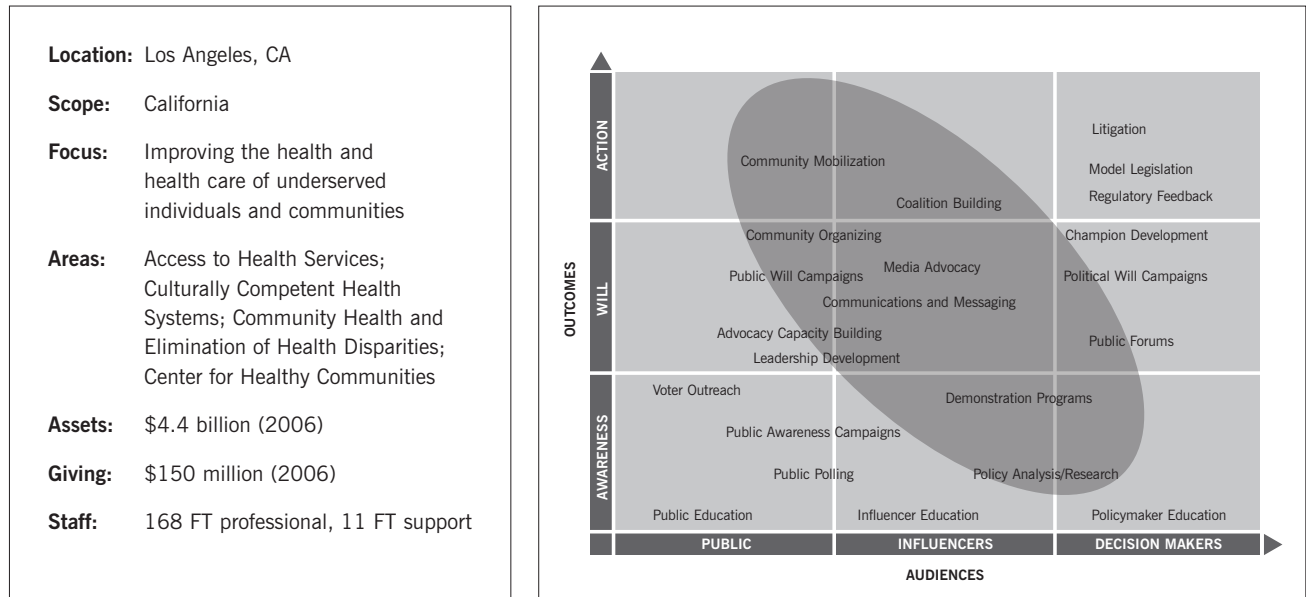 Location: Los Angeles, CA
Scope: California
Focus: Improving the health and
health care of underserved
individuals and communities
Areas: Access to Health Services;
Culturally Competent Health
Systems; Community Health and
Elimination of Health Disparities;
Center for Healthy Communities
Assets: $4.4 billion (2006)
Giving: $150 million (2006)
Staff: 168 FT professional, 11 FT support
OUTCOMES
ACTION
Litigation
Community Mobilization
Model Legislation
Regulatory Feedback
Coalition Building
WILL
Community Organizing
Champion Development
Media Advocacy
Public Will Campaigns
Political Will Campaigns
Communications and Messaging
Advocacy Capacity Building
Public Forums
Leadership Development
AWARENESS
Voter Outreach
Demonstration Programs
Public Awareness Campaigns
Public Polling
Policy Analysis/Research
Public Education
Influencer Education
Policymaker Education
PUBLIC
INFLUENCERS
DECISION MAKERS
AUDIENCES